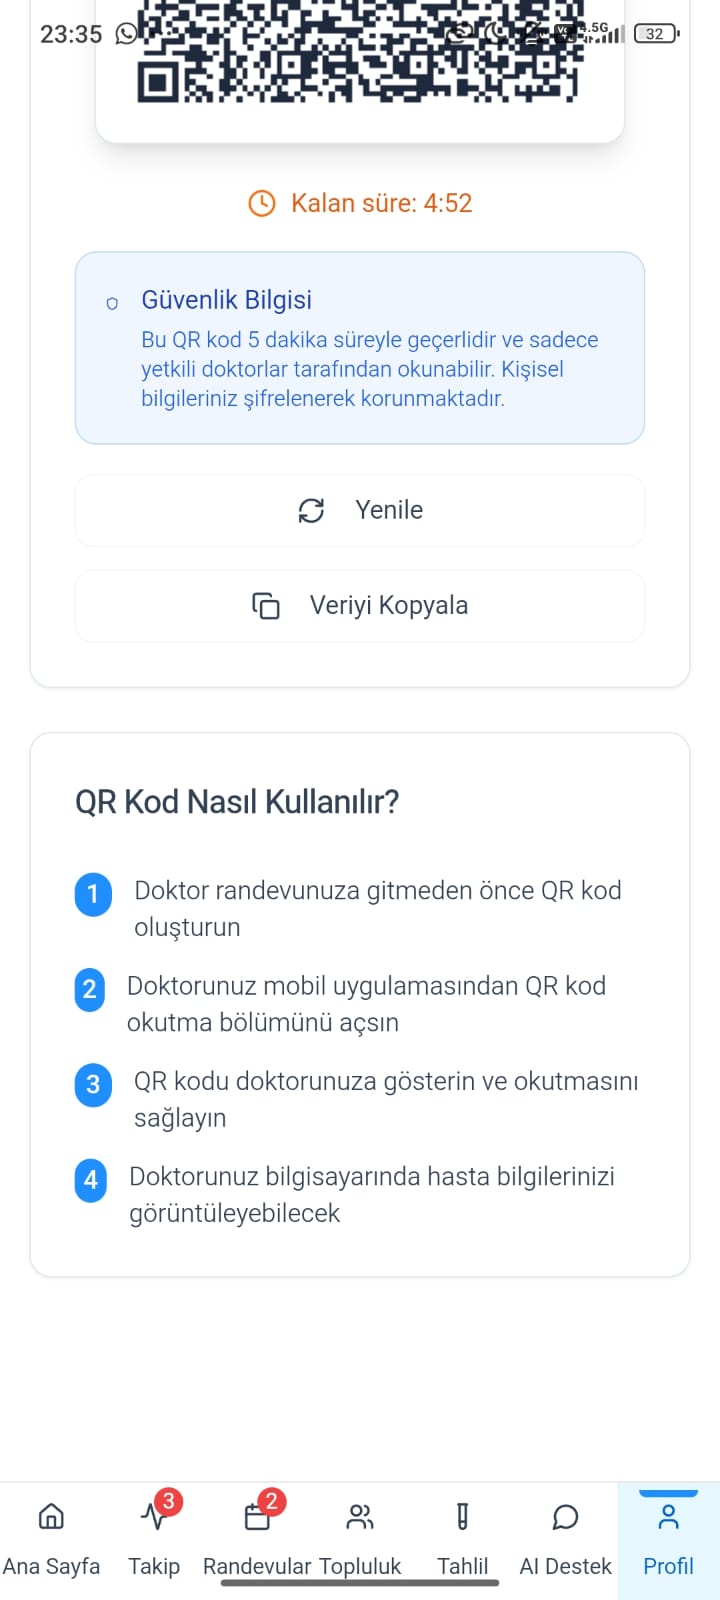 23:35
4.5G
32
Kalan süre: 4:52
Güvenlik Bilgisi
Bu QR kod 5 dakika süreyle geçerlidir ve sadece
yetkili doktorlar tarafından okunabilir. Kişisel
bilgileriniz şifrelenerek korunmaktadır.
Yenile
Veriyi Kopyala
QR Kod Nasıl Kullanılır?
1 Doktor randevunuza gitmeden önce QR kod
oluşturun
2 Doktorunuz mobil uygulamasından QR kod
okutma bölümünü açsın
3 QR kodu doktorunuza gösterin ve okutmasını
sağlayın
4 Doktorunuz bilgisayarında hasta bilgilerinizi
görüntüleyebilecek
3 2
Ana Sayfa Takip Randevular Topluluk Tahlil AI Destek Profil